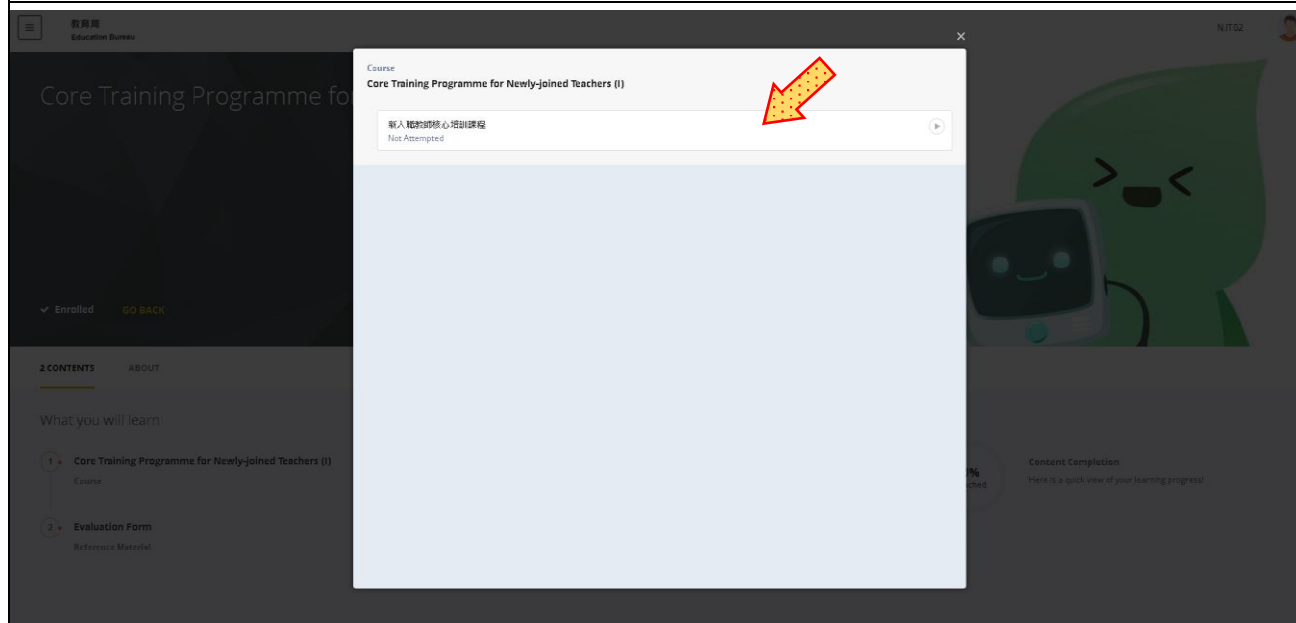 教育局
Education Bureau
NJT02
Core Training Programme fo
✓ Enrolled
GO BACK
2 CONTENTS
ABOUT
What you will learn
1
Core Training Programme for Newly-joined Teachers (I)
Course
2
Evaluation Form
Reference Material
Course
Core Training Programme for Newly-joined Teachers (I)
新入職教師核心培訓課程
Not Attempted
%
ched
Content Completion
Here is a quick view of your learning progress!